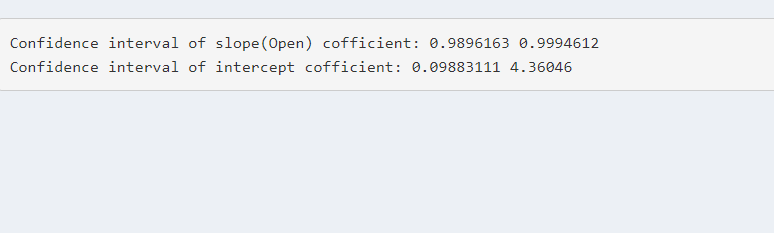 Confidence interval of slope(Open) cofficient: 0.9896163 0.9994612
Confidence interval of intercept cofficient: 0.09883111 4.36046